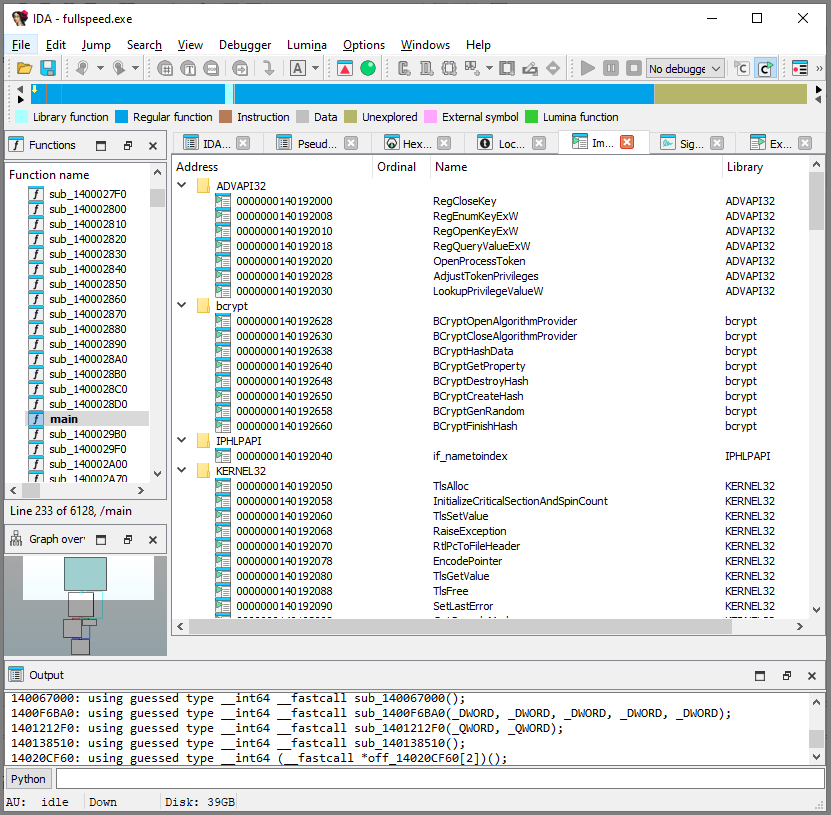 IDA - fullspeed.exe
File Edit Jump Search View Debugger Lumina Options Windows Help
A No debugge C C »
Library function Regular function Instruction Data Unexplored External symbol Lumina function
Functions IDA... Pseud... Hex... Loc... Im... Sig... Ex...
Function name
sub_1400027F0
sub_140002800
sub_140002810
sub_140002820
sub_140002830
sub_140002840
sub_140002850
sub_140002860
sub_140002870
sub_140002880
sub_140002890
sub_1400028A0
sub_1400028B0
sub_1400028C0
sub_1400028D0
main
sub_1400029B0
sub_1400029F0
sub_140002A00
sub_140002A70
Line 233 of 6128, /main
Graph over
Address Ordinal Name Library
ADVAPI32
0000000140192000 RegCloseKey ADVAPI32
0000000140192008 RegEnumKeyExW ADVAPI32
0000000140192010 RegOpenKeyExW ADVAPI32
0000000140192018 RegQueryValueExW ADVAPI32
0000000140192020 OpenProcessToken ADVAPI32
0000000140192028 AdjustTokenPrivileges ADVAPI32
0000000140192030 LookupPrivilegeValueW ADVAPI32
bcrypt
0000000140192628 BCryptOpenAlgorithmProvider bcrypt
0000000140192630 BCryptCloseAlgorithmProvider bcrypt
0000000140192638 BCryptHashData bcrypt
0000000140192640 BCryptGetProperty bcrypt
0000000140192648 BCryptDestroyHash bcrypt
0000000140192650 BCryptCreateHash bcrypt
0000000140192658 BCryptGenRandom bcrypt
0000000140192660 BCryptFinishHash bcrypt
IPHLPAPI
0000000140192040 if_nametoindex IPHLPAPI
KERNEL32
0000000140192050 TlsAlloc KERNEL32
0000000140192058 InitializeCriticalSectionAndSpinCount KERNEL32
0000000140192060 TlsSetValue KERNEL32
0000000140192068 RaiseException KERNEL32
0000000140192070 RtlPcToFileHeader KERNEL32
0000000140192078 EncodePointer KERNEL32
0000000140192080 TlsGetValue KERNEL32
0000000140192088 TlsFree KERNEL32
0000000140192090 SetLastError KERNEL32
Output
140067000: using guessed type __int64 __fastcall sub_140067000();
1400F6BA0: using guessed type __int64 __fastcall sub_1400F6BA0(_DWORD, _DWORD, _DWORD, _DWORD, _DWORD);
1401212F0: using guessed type __int64 __fastcall sub_1401212F0(_QWORD, _QWORD);
140138510: using guessed type __int64 __fastcall sub_140138510();
14020CF60: using guessed type __int64 (__fastcall *off_14020CF60[2])();
Python
AU: idle Down Disk: 39GB